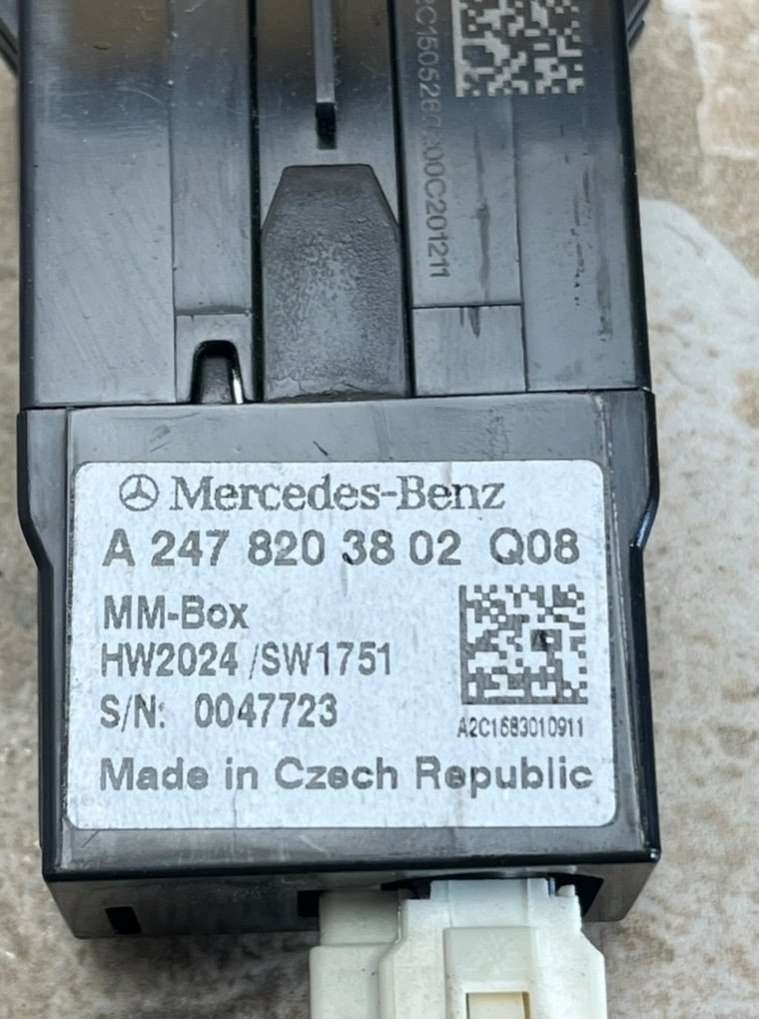 Mercedes-Benz
A 247 820 38 02 Q08
MM-Box
HW2024 /SW1751
S/N: 0047723
A2C1683010911
Made in Czech Republic